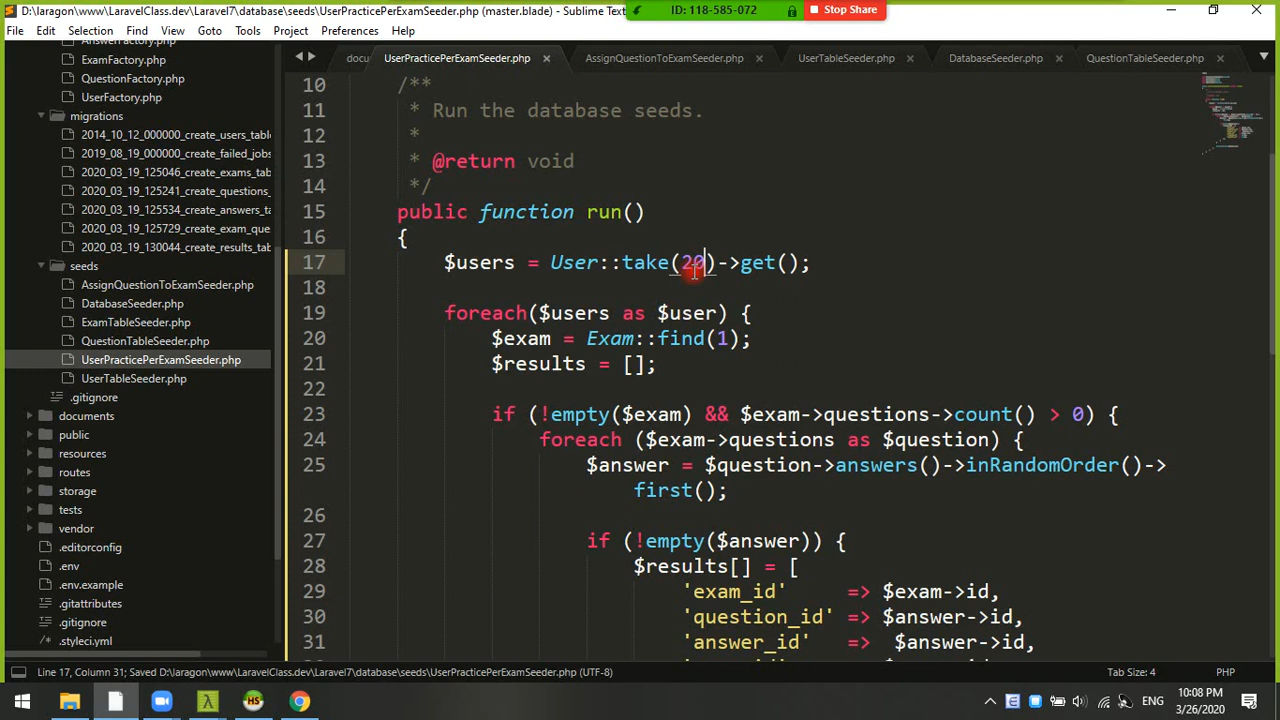 D:\laragon\www\LaravelClass.dev\Laravel7\database\seeds\UserPracticePerExamSeeder.php (master.blade) - Sublime Text
ID: 118-585-072
Stop Share
File Edit Selection Find View Goto Tools Project Preferences Help
docu
UserPracticePerExamSeeder.php
AssignQuestionToExamSeeder.php
UserTableSeeder.php
DatabaseSeeder.php
QuestionTableSeeder.php
AnswerFactory.php
ExamFactory.php
QuestionFactory.php
UserFactory.php
migrations
2014_10_12_000000_create_users_tabl
2019_08_19_000000_create_failed_jobs
2020_03_19_125046_create_exams_tab
2020_03_19_125241_create_questions_
2020_03_19_125534_create_answers_ta
2020_03_19_125729_create_exam_que
2020_03_19_130044_create_results_tab
seeds
AssignQuestionToExamSeeder.php
DatabaseSeeder.php
ExamTableSeeder.php
QuestionTableSeeder.php
UserPracticePerExamSeeder.php
UserTableSeeder.php
.gitignore
documents
public
resources
routes
storage
tests
vendor
.editorconfig
.env
.env.example
.gitattributes
.gitignore
.styleci.yml
10 /**
11 * Run the database seeds.
12 *
13 * @return void
14 */
15 public function run()
16 {
17 $users = User::take(20)->get();
18
19 foreach($users as $user) {
20 $exam = Exam::find(1);
21 $results = [];
22
23 if (!empty($exam) && $exam->questions->count() > 0) {
24 foreach ($exam->questions as $question) {
25 $answer = $question->answers()->inRandomOrder()->
first();
26
27 if (!empty($answer)) {
28 $results[] = [
29 'exam_id' => $exam->id,
30 'question_id' => $answer->id,
31 'answer_id' => $answer->id,
Line 17, Column 31; Saved D:\laragon\www\LaravelClass.dev\Laravel7\database\seeds\UserPracticePerExamSeeder.php (UTF-8)
Tab Size: 4
PHP
ENG
10:08 PM
3/26/2020